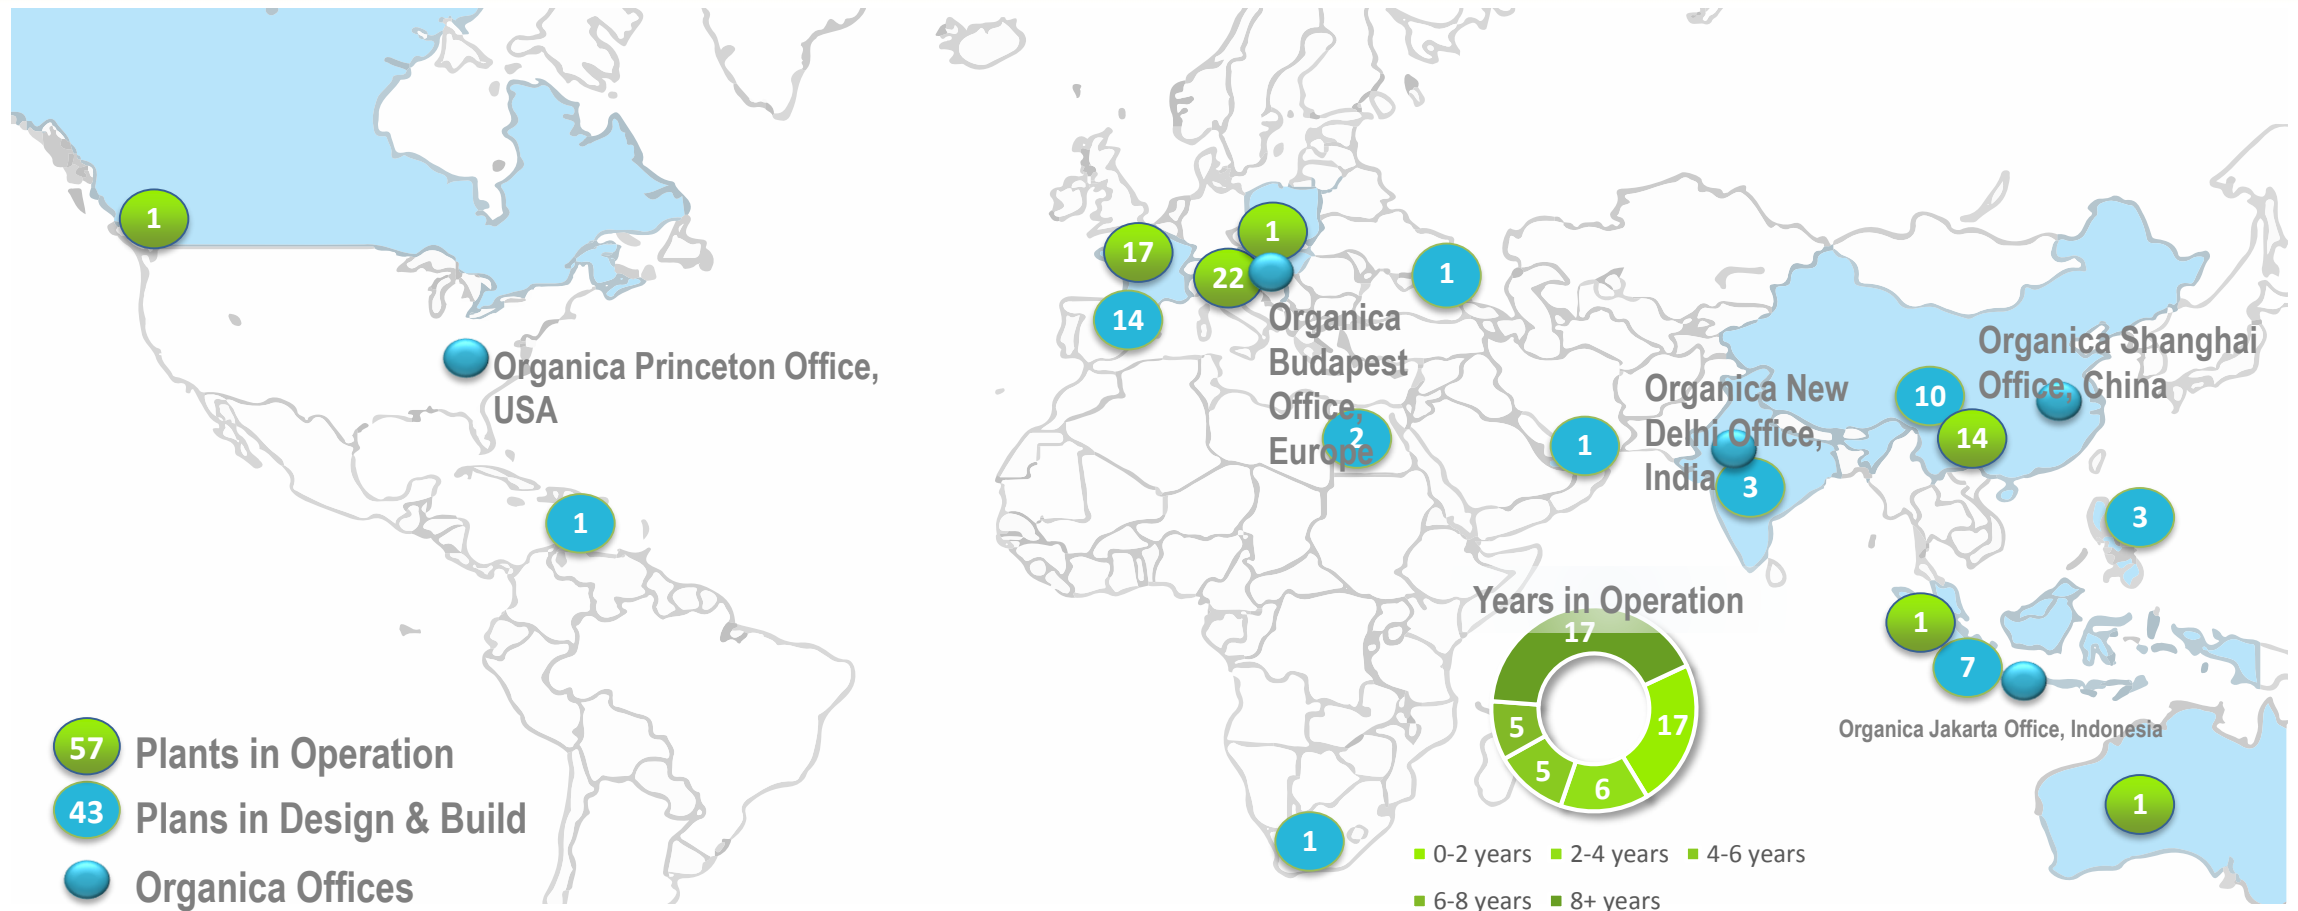 1
17
1
22
14
1
Organica
Budapest
Office,
Europe
2
Organica Princeton Office,
USA
1
1
Organica New
Delhi Office,
India
3
Organica Shanghai
Office, China
10
14
3
1
7
Organica Jakarta Office, Indonesia
1
1
Years in Operation
17
17
5
5
6
0-2 years
2-4 years
4-6 years
6-8 years
8+ years
57 Plants in Operation
43 Plans in Design & Build
Organica Offices